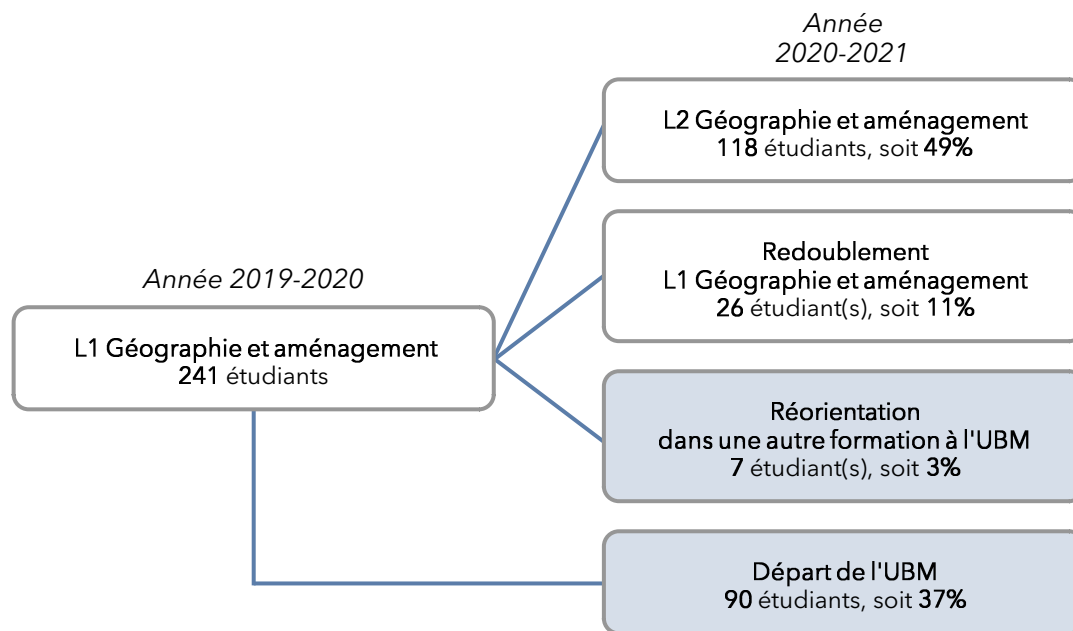 Année
2020-2021
L2 Géographie et aménagement
118 étudiants, soit 49%
Redoublement
L1 Géographie et aménagement
26 étudiant(s), soit 11%
Année 2019-2020
L1 Géographie et aménagement
241 étudiants
Réorientation
dans une autre formation à l'UBM
7 étudiant(s), soit 3%
Départ de l'UBM
90 étudiants, soit 37%